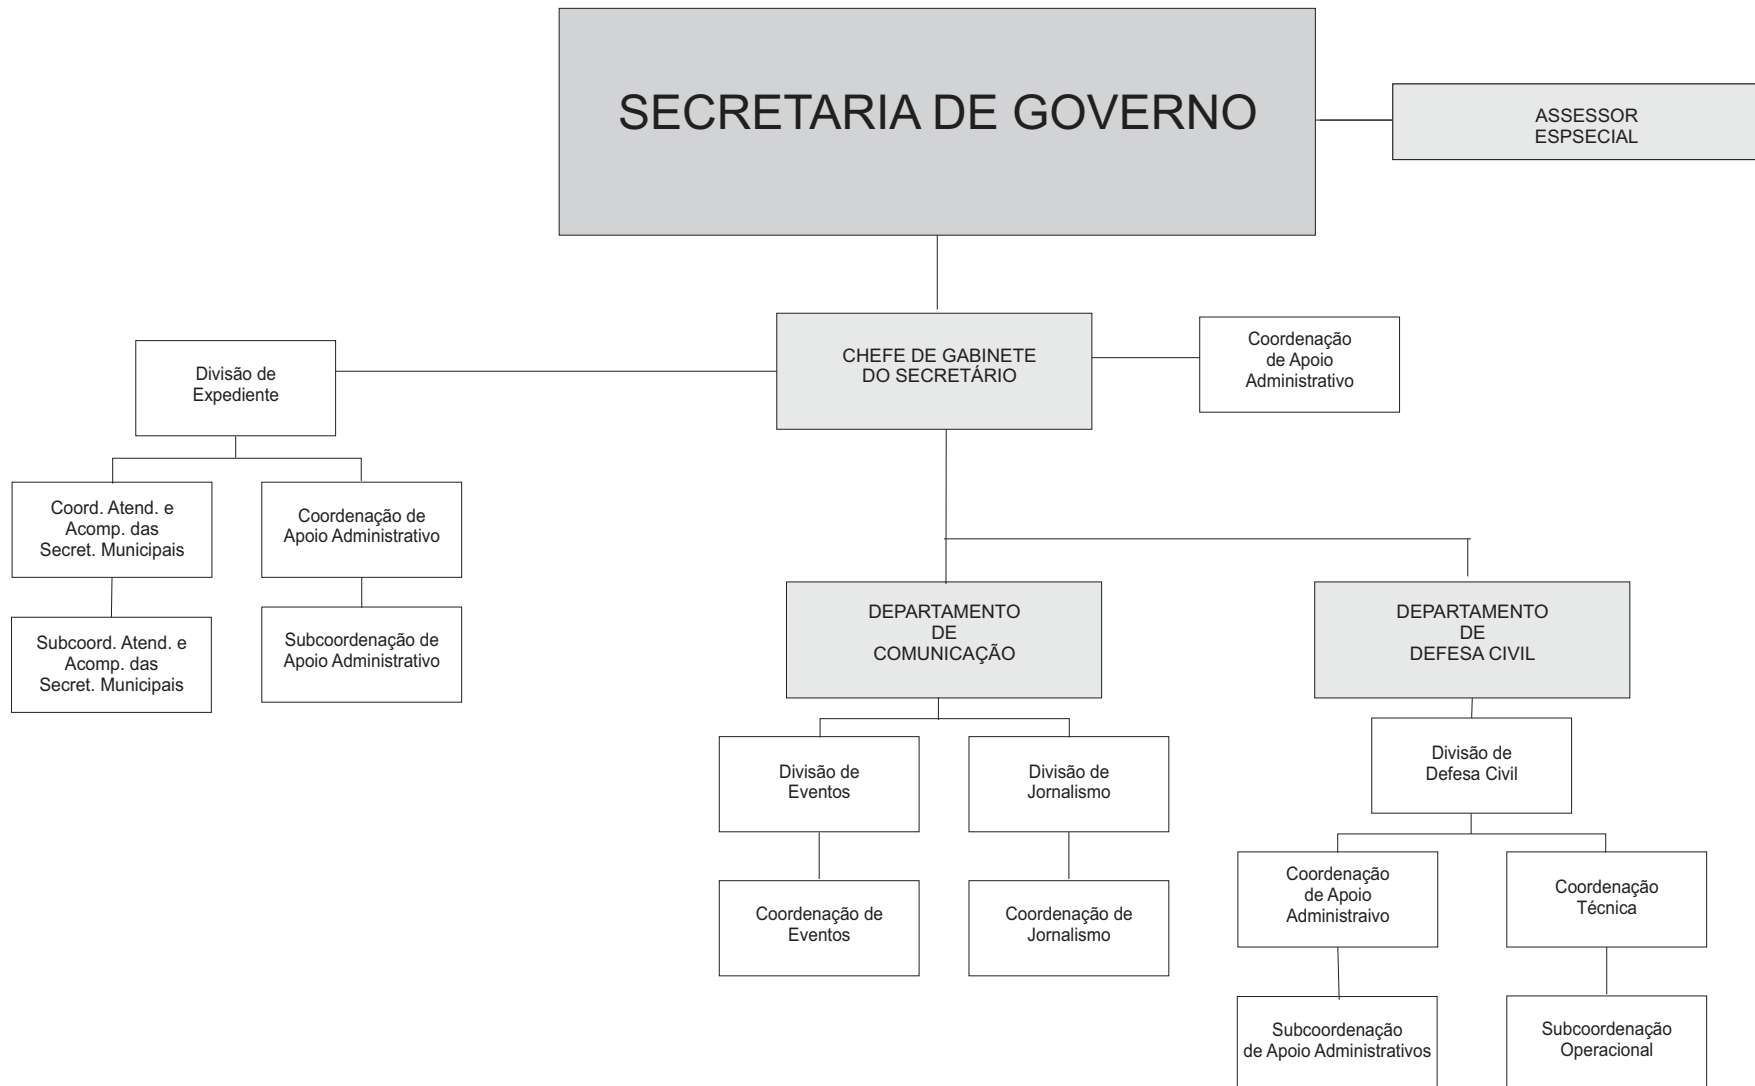 SECRETARIA DE GOVERNO
ASSESSOR
ESPSECIAL
CHEFE DE GABINETE
DO SECRETÁRIO
Coordenação
de Apoio
Administrativo
Divisão de
Expediente
Coord. Atend. e
Acomp. das
Secret. Municipais
Coordenação de
Apoio Administrativo
Subcoord. Atend. e
Acomp. das
Secret. Municipais
Subcoordenação de
Apoio Administrativo
DEPARTAMENTO
DE
COMUNICAÇÃO
DEPARTAMENTO
DE
DEFESA CIVIL
Divisão de
Eventos
Divisão de
Jornalismo
Divisão de
Defesa Civil
Coordenação de
Eventos
Coordenação de
Jornalismo
Coordenação
de Apoio
Administraivo
Coordenação
Técnica
Subcoordenação
de Apoio Administrativos
Subcoordenação
Operacional